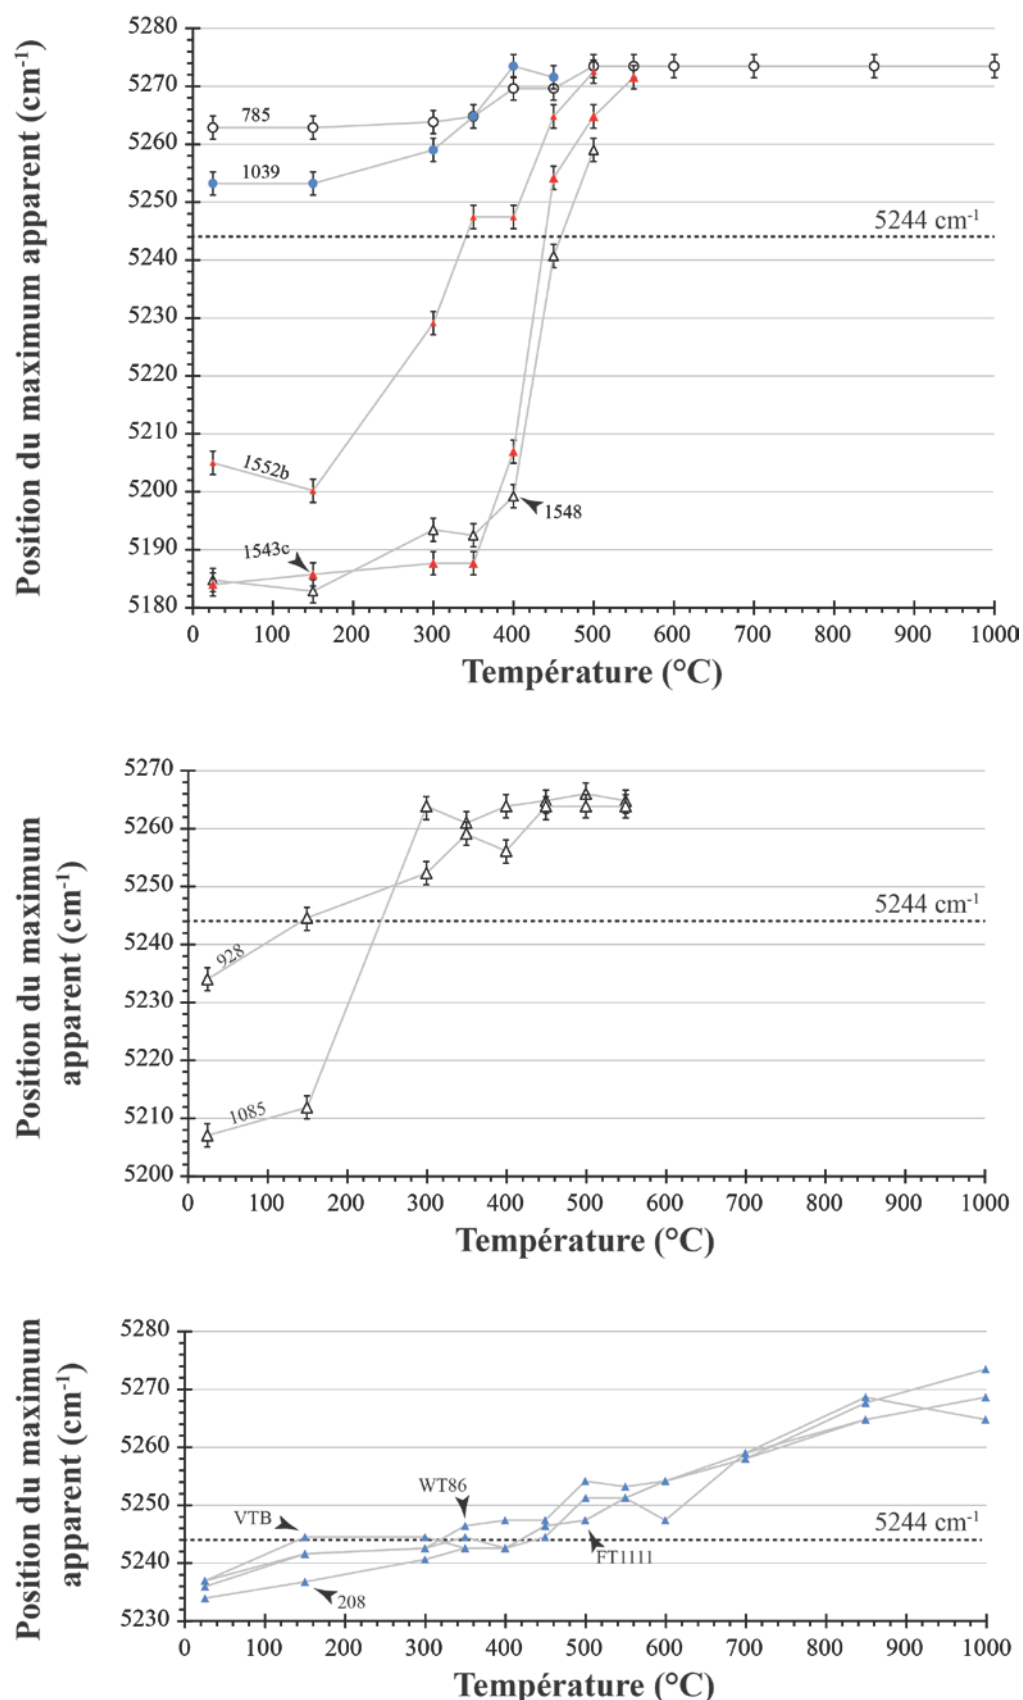 Position du maximum apparent (cm⁻¹)
5280
5270
5260
5250
5240
5230
5220
5210
5200
5190
5180
785
1039
5244 cm⁻¹
1552b
1548
1543c
0 100 200 300 400 500 600 700 800 900 1000
Température (°C)
Position du maximum
apparent (cm⁻¹)
5270
5260
5250
5240
5230
5220
5210
5200
5244 cm⁻¹
928
1085
0 100 200 300 400 500 600 700 800 900 1000
Température (°C)
Position du maximum
apparent (cm⁻¹)
5280
5270
5260
5250
5240
5230
WT86
VTB
5244 cm⁻¹
FT1111
208
0 100 200 300 400 500 600 700 800 900 1000
Température (°C)